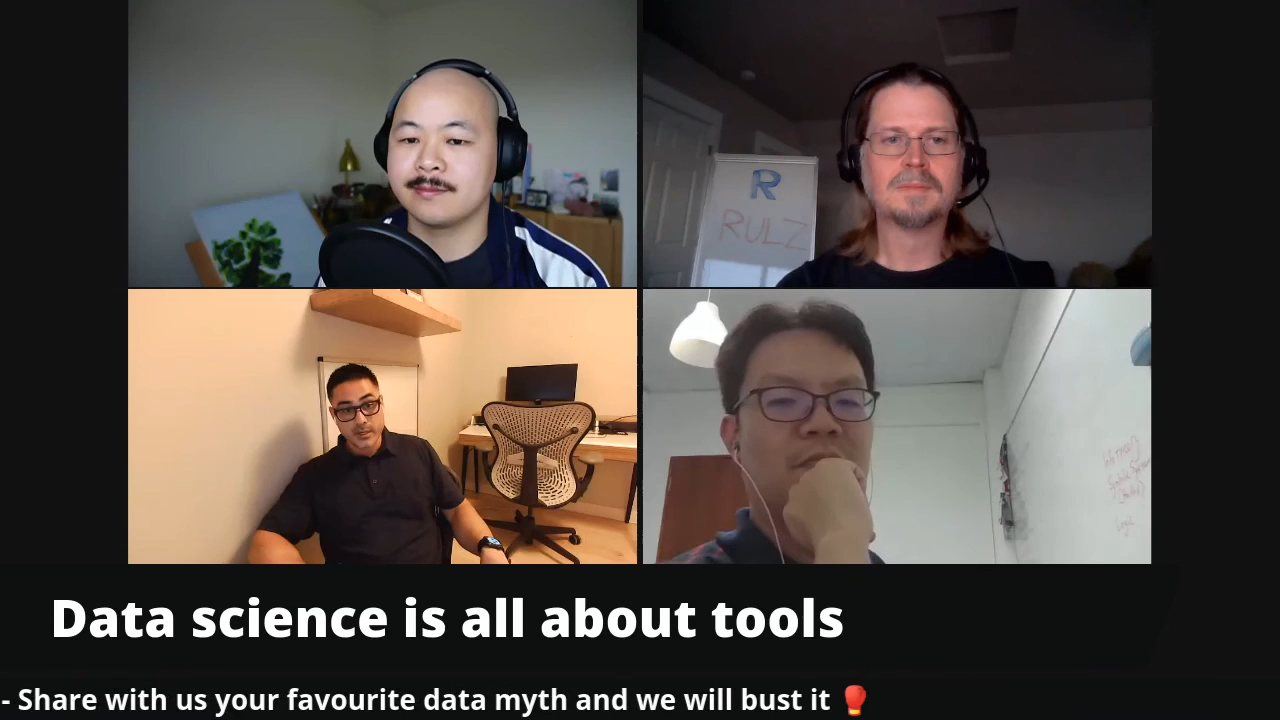 R
RULZ
Data science is all about tools
- Share with us your favourite data myth and we will bust it 🥊